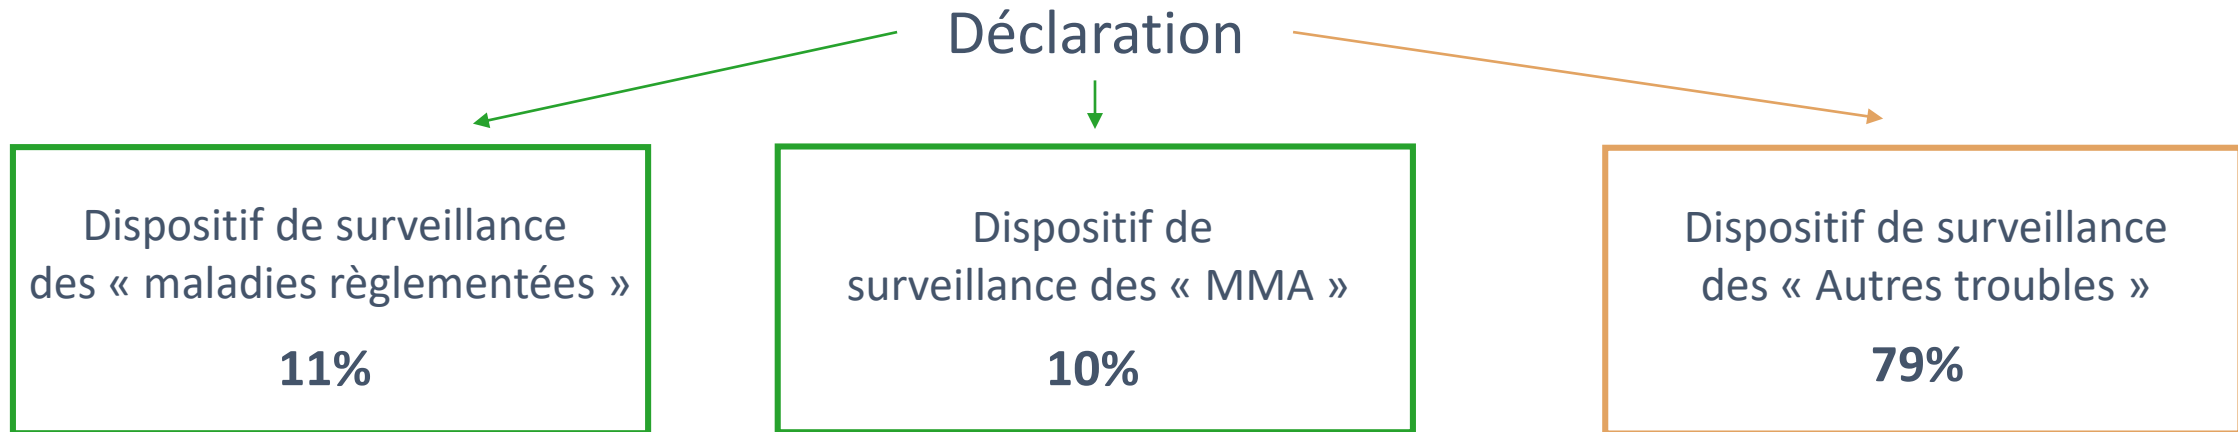 Déclaration
Dispositif de surveillance
des « maladies règlementées »
11%
Dispositif de
surveillance des « MMA »
10%
Dispositif de surveillance
des « Autres troubles »
79%